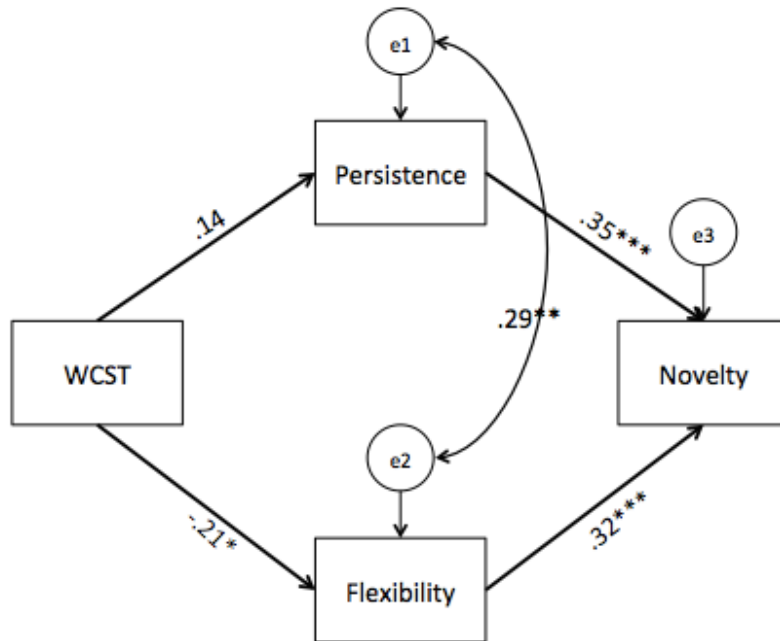 e1
Persistence
.14
.35***
e3
.29**
WCST
Novelty
e2
-.21*
.32***
Flexibility